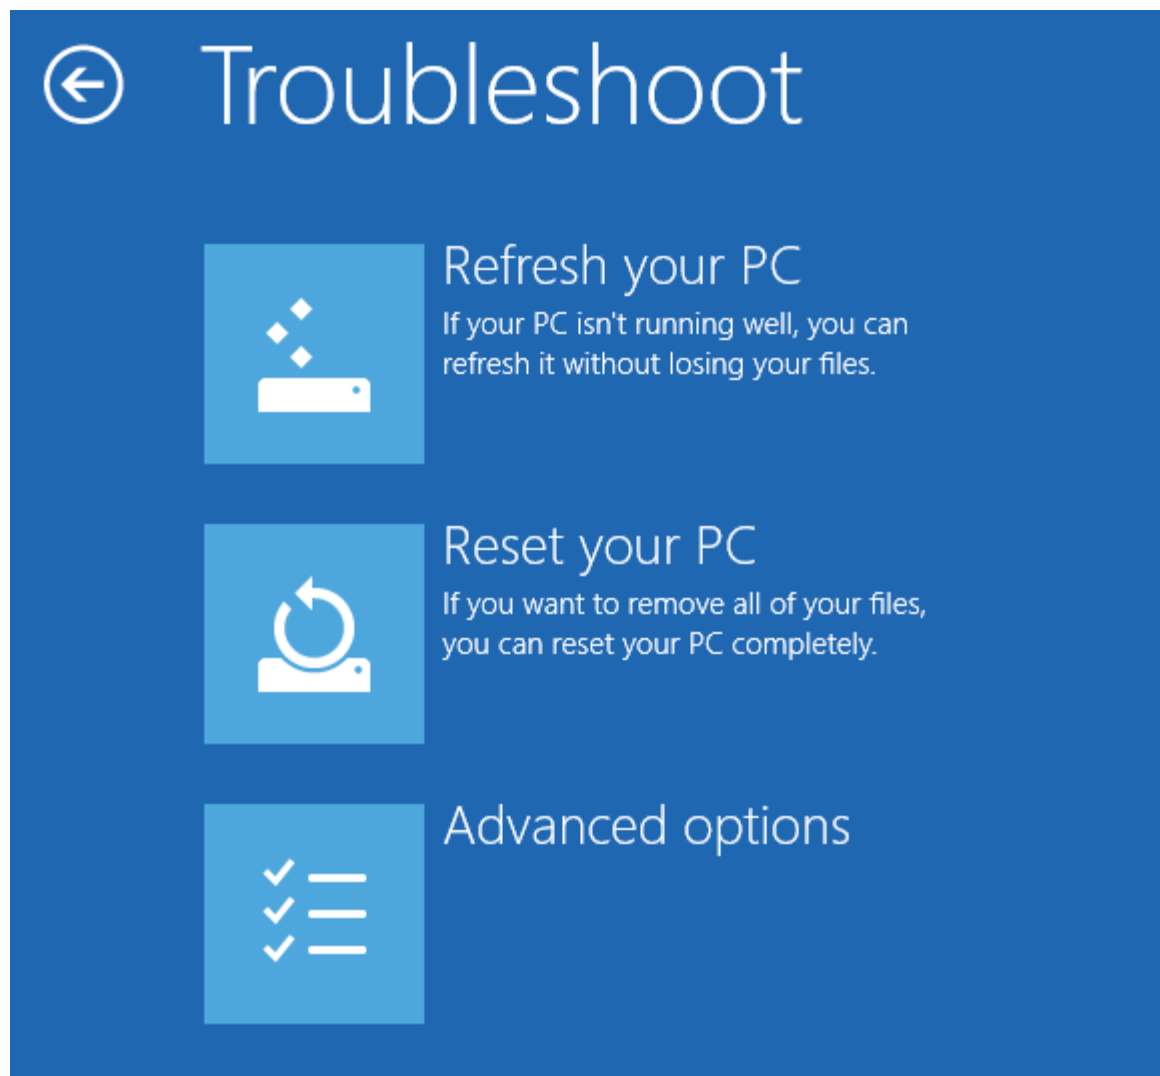 Troubleshoot
Refresh your PC
If your PC isn't running well, you can
refresh it without losing your files.
Reset your PC
If you want to remove all of your files,
you can reset your PC completely.
Advanced options